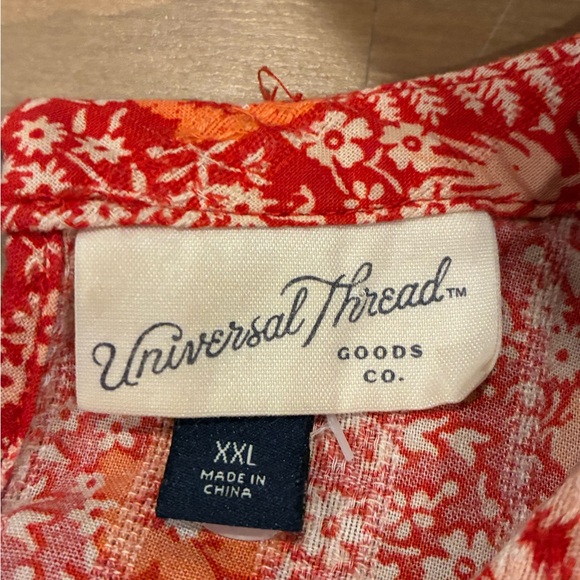 Universal Thread™
GOODS
CO.
XXL
MADE IN
CHINA